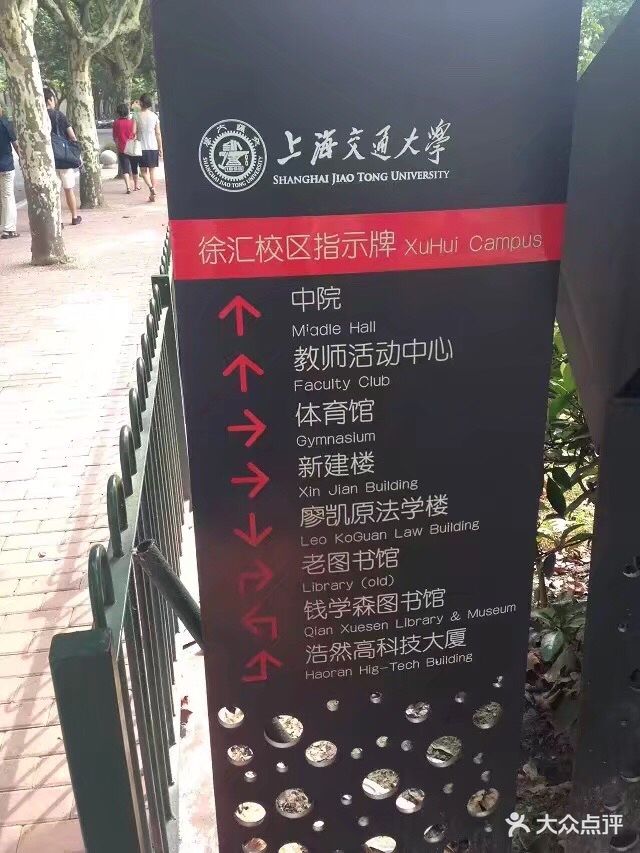 上海交通大學
SHANGHAI JIAO TONG UNIVERSITY
徐汇校区指示牌 XuHui Campus
中院
Middle Hall
教师活动中心
Faculty Club
体育馆
Gymnasium
新建楼
Xin Jian Building
廖凯原法学楼
Leo KoGuan Law Building
老图书馆
Library (old)
钱学森图书馆
Qian Xuesen Library & Museum
浩然高科技大厦
Haoran Hig-Tech Building
大众点评